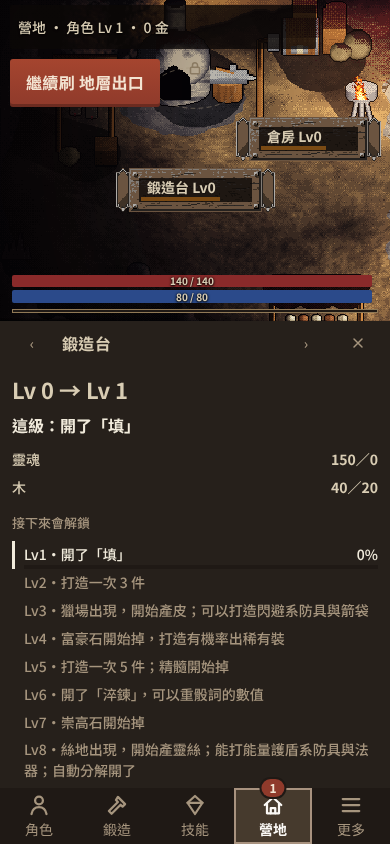 營地 • 角色 Lv 1 • 0 金
繼續刷 地層出口
倉房 Lv0
鍛造台 Lv0
140 / 140
80 / 80
‹ 鍛造台 › ×
Lv 0 → Lv 1
這級：開了「填」
靈魂 150／0
木 40／20
接下來會解鎖
Lv1・開了「填」 0%
Lv2・打造一次 3 件
Lv3・獵場出現，開始產皮；可以打造閃避系防具與箭袋
Lv4・富豪石開始掉，打造有機率出稀有裝
Lv5・打造一次 5 件；精髓開始掉
Lv6・開了「淬鍊」，可以重骰詞的數值
Lv7・崇高石開始掉
Lv8・絲地出現，開始產靈絲；能打能量護盾系防具與法
器；自動分解開了
1
角色 鍛造 技能 營地 更多